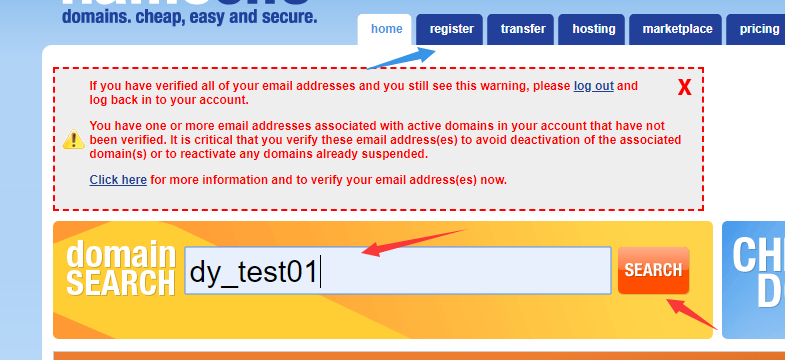 domains. cheap, easy and secure.
home register transfer hosting marketplace pricing
If you have verified all of your email addresses and you still see this warning, please log out and
log back in to your account.
X
You have one or more email addresses associated with active domains in your account that have not
been verified. It is critical that you verify these email address(es) to avoid deactivation of the associated
domain(s) or to reactivate any domains already suspended.
Click here for more information and to verify your email address(es) now.
domain
SEARCH
dy_test01
SEARCH